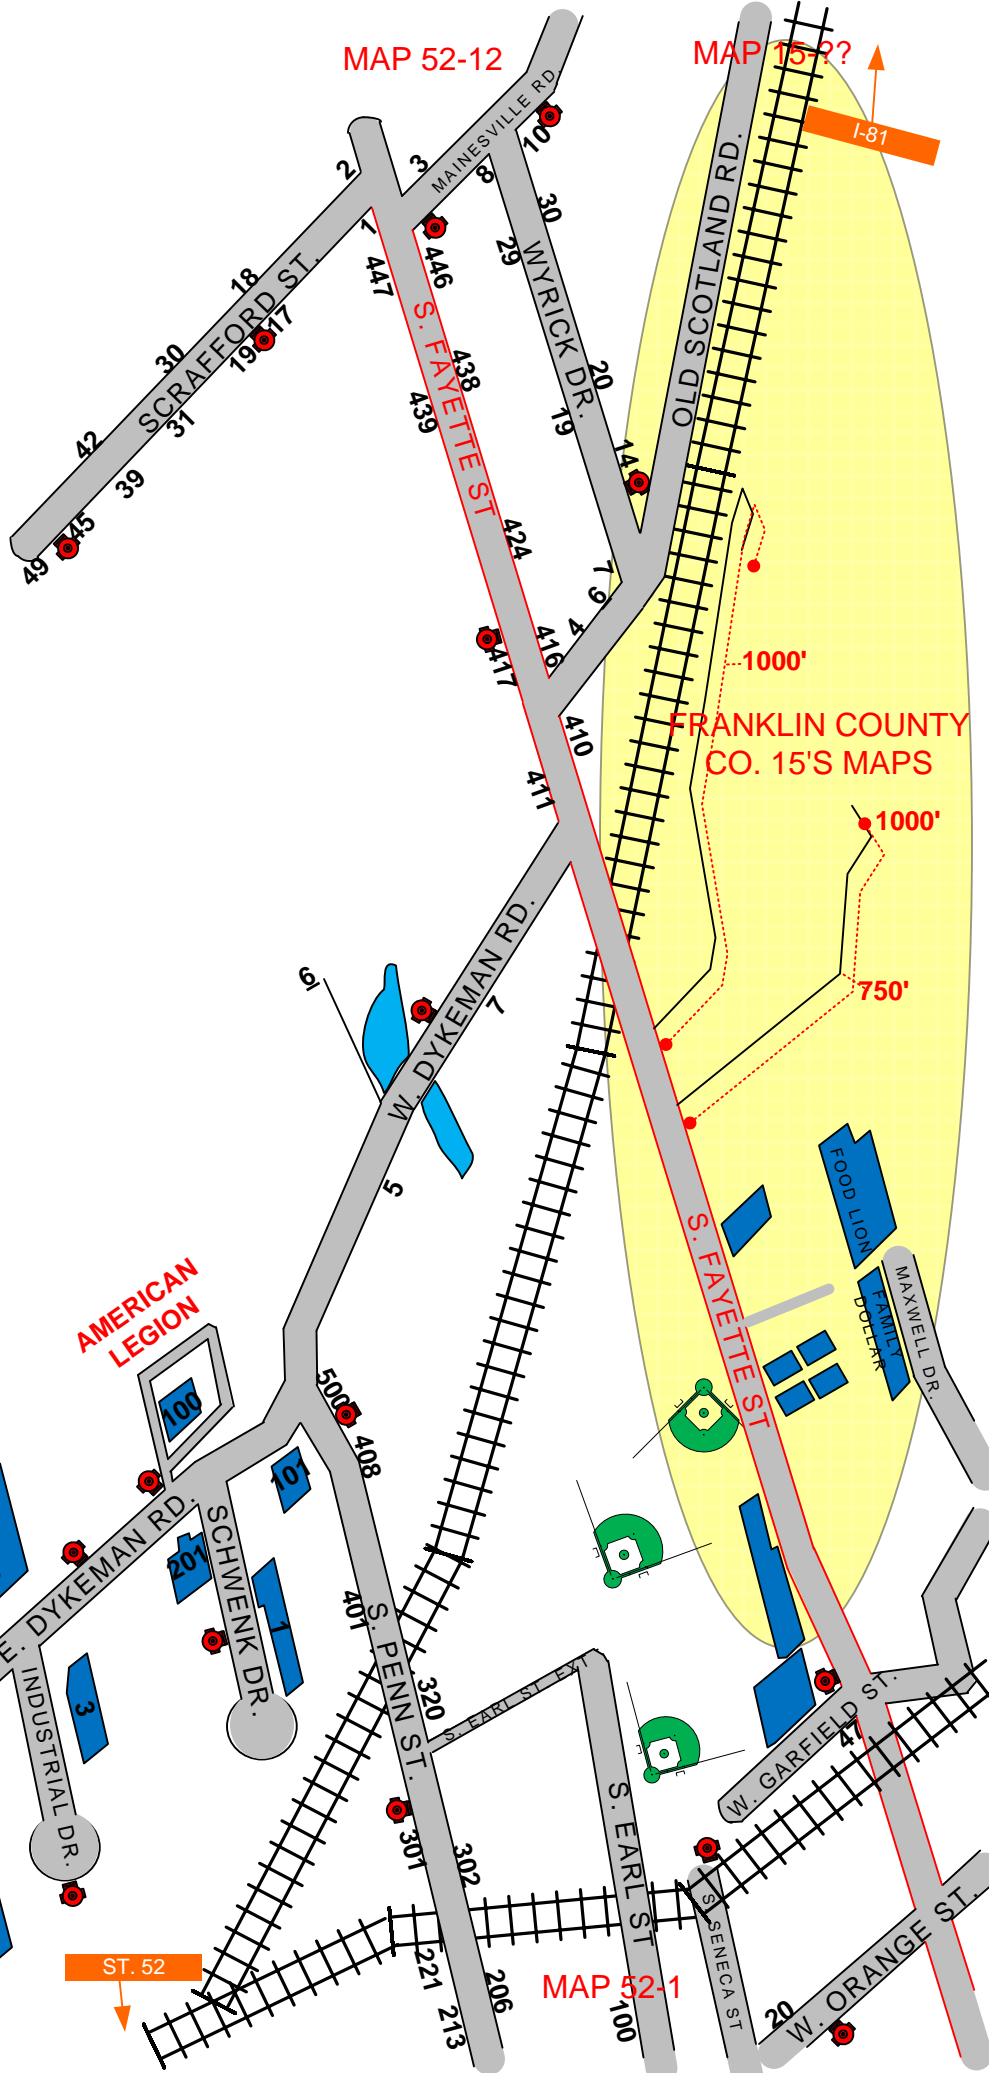 MAP 52-12
MAP 15-??
I-81
MAINESVILLE RD
10
2
3
8
1
30
29
446
447
WYRICK DR.
OLD SCOTLAND RD.
18
SCRAFFORD ST.
17
19
30
31
42
39
45
49
S. FAYETTE ST
438
439
20
19
14
424
7
6
4
416
417
1000'
FRANKLIN COUNTY
CO. 15'S MAPS
410
411
1000'
W. DYKEMAN RD.
6
7
750'
5
FOOD LION
S. FAYETTE ST
FAMILY
DOLLAR
MAXWELL DR.
AMERICAN
LEGION
100
500
408
101
E. DYKEMAN RD.
SCHWENK DR.
201
1
401
S. PENN ST.
320
S. EARL ST EXT
INDUSTRIAL DR.
3
W. GARFIELD ST.
47
301
302
S. EARL ST
S. SENECA ST
W. ORANGE ST.
20
ST. 52
221
206
213
MAP 52-1
100